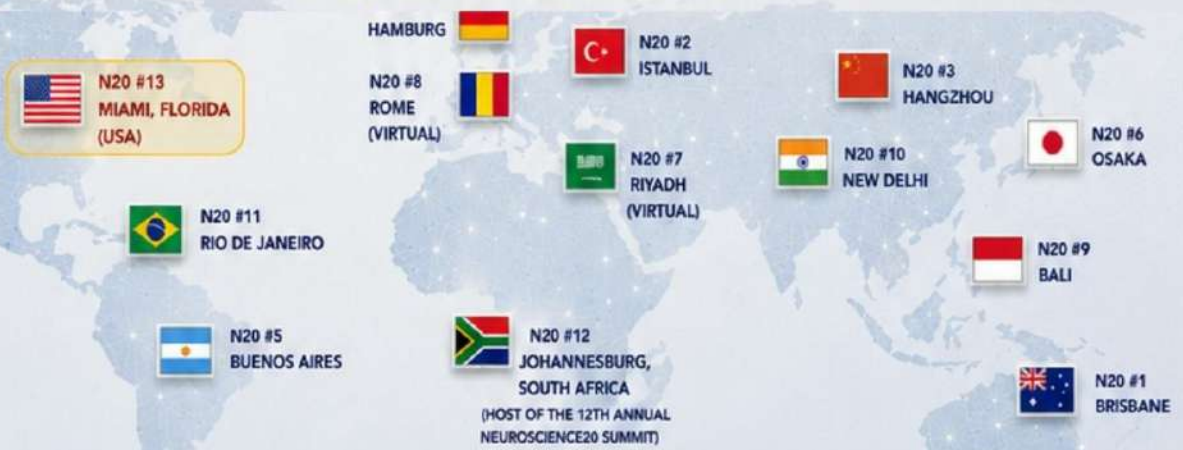 HAMBURG
N20 #2
ISTANBUL
N20 #13
MIAMI, FLORIDA
(USA)
N20 #8
ROME
(VIRTUAL)
N20 #3
HANGZHOU
N20 #6
OSAKA
N20 #7
RIYADH
(VIRTUAL)
N20 #10
NEW DELHI
N20 #11
RIO DE JANEIRO
N20 #9
BALI
N20 #5
BUENOS AIRES
N20 #12
JOHANNESBURG,
SOUTH AFRICA
(HOST OF THE 12TH ANNUAL
NEUROSCIENCE20 SUMMIT)
N20 #1
BRISBANE